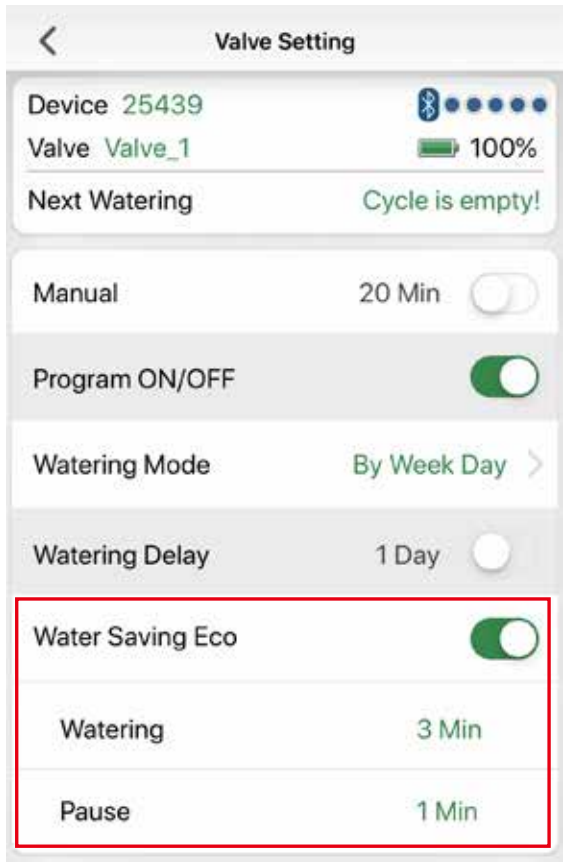 Valve Setting
Device 25439
Valve Valve_1 100%
Next Watering Cycle is empty!
Manual 20 Min
Program ON/OFF
Watering Mode By Week Day
Watering Delay 1 Day
Water Saving Eco
Watering 3 Min
Pause 1 Min